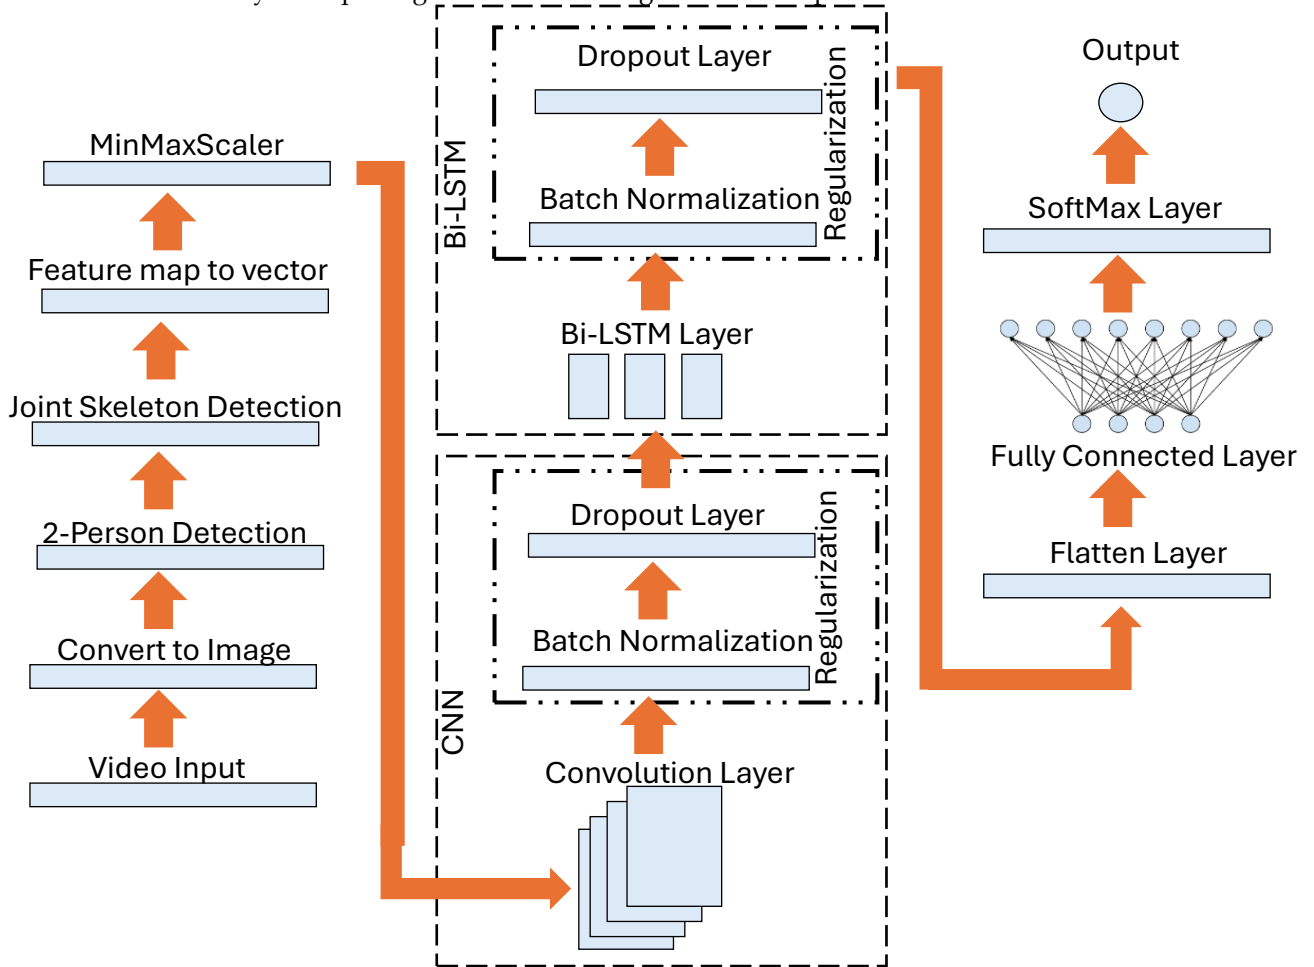 MinMaxScaler
Feature map to vector
Joint Skeleton Detection
2-Person Detection
Convert to Image
Video Input
Bi-LSTM
Dropout Layer
Regularization
Batch Normalization
Bi-LSTM Layer
CNN
Dropout Layer
Regularization
Batch Normalization
Convolution Layer
Output
SoftMax Layer
Fully Connected Layer
Flatten Layer